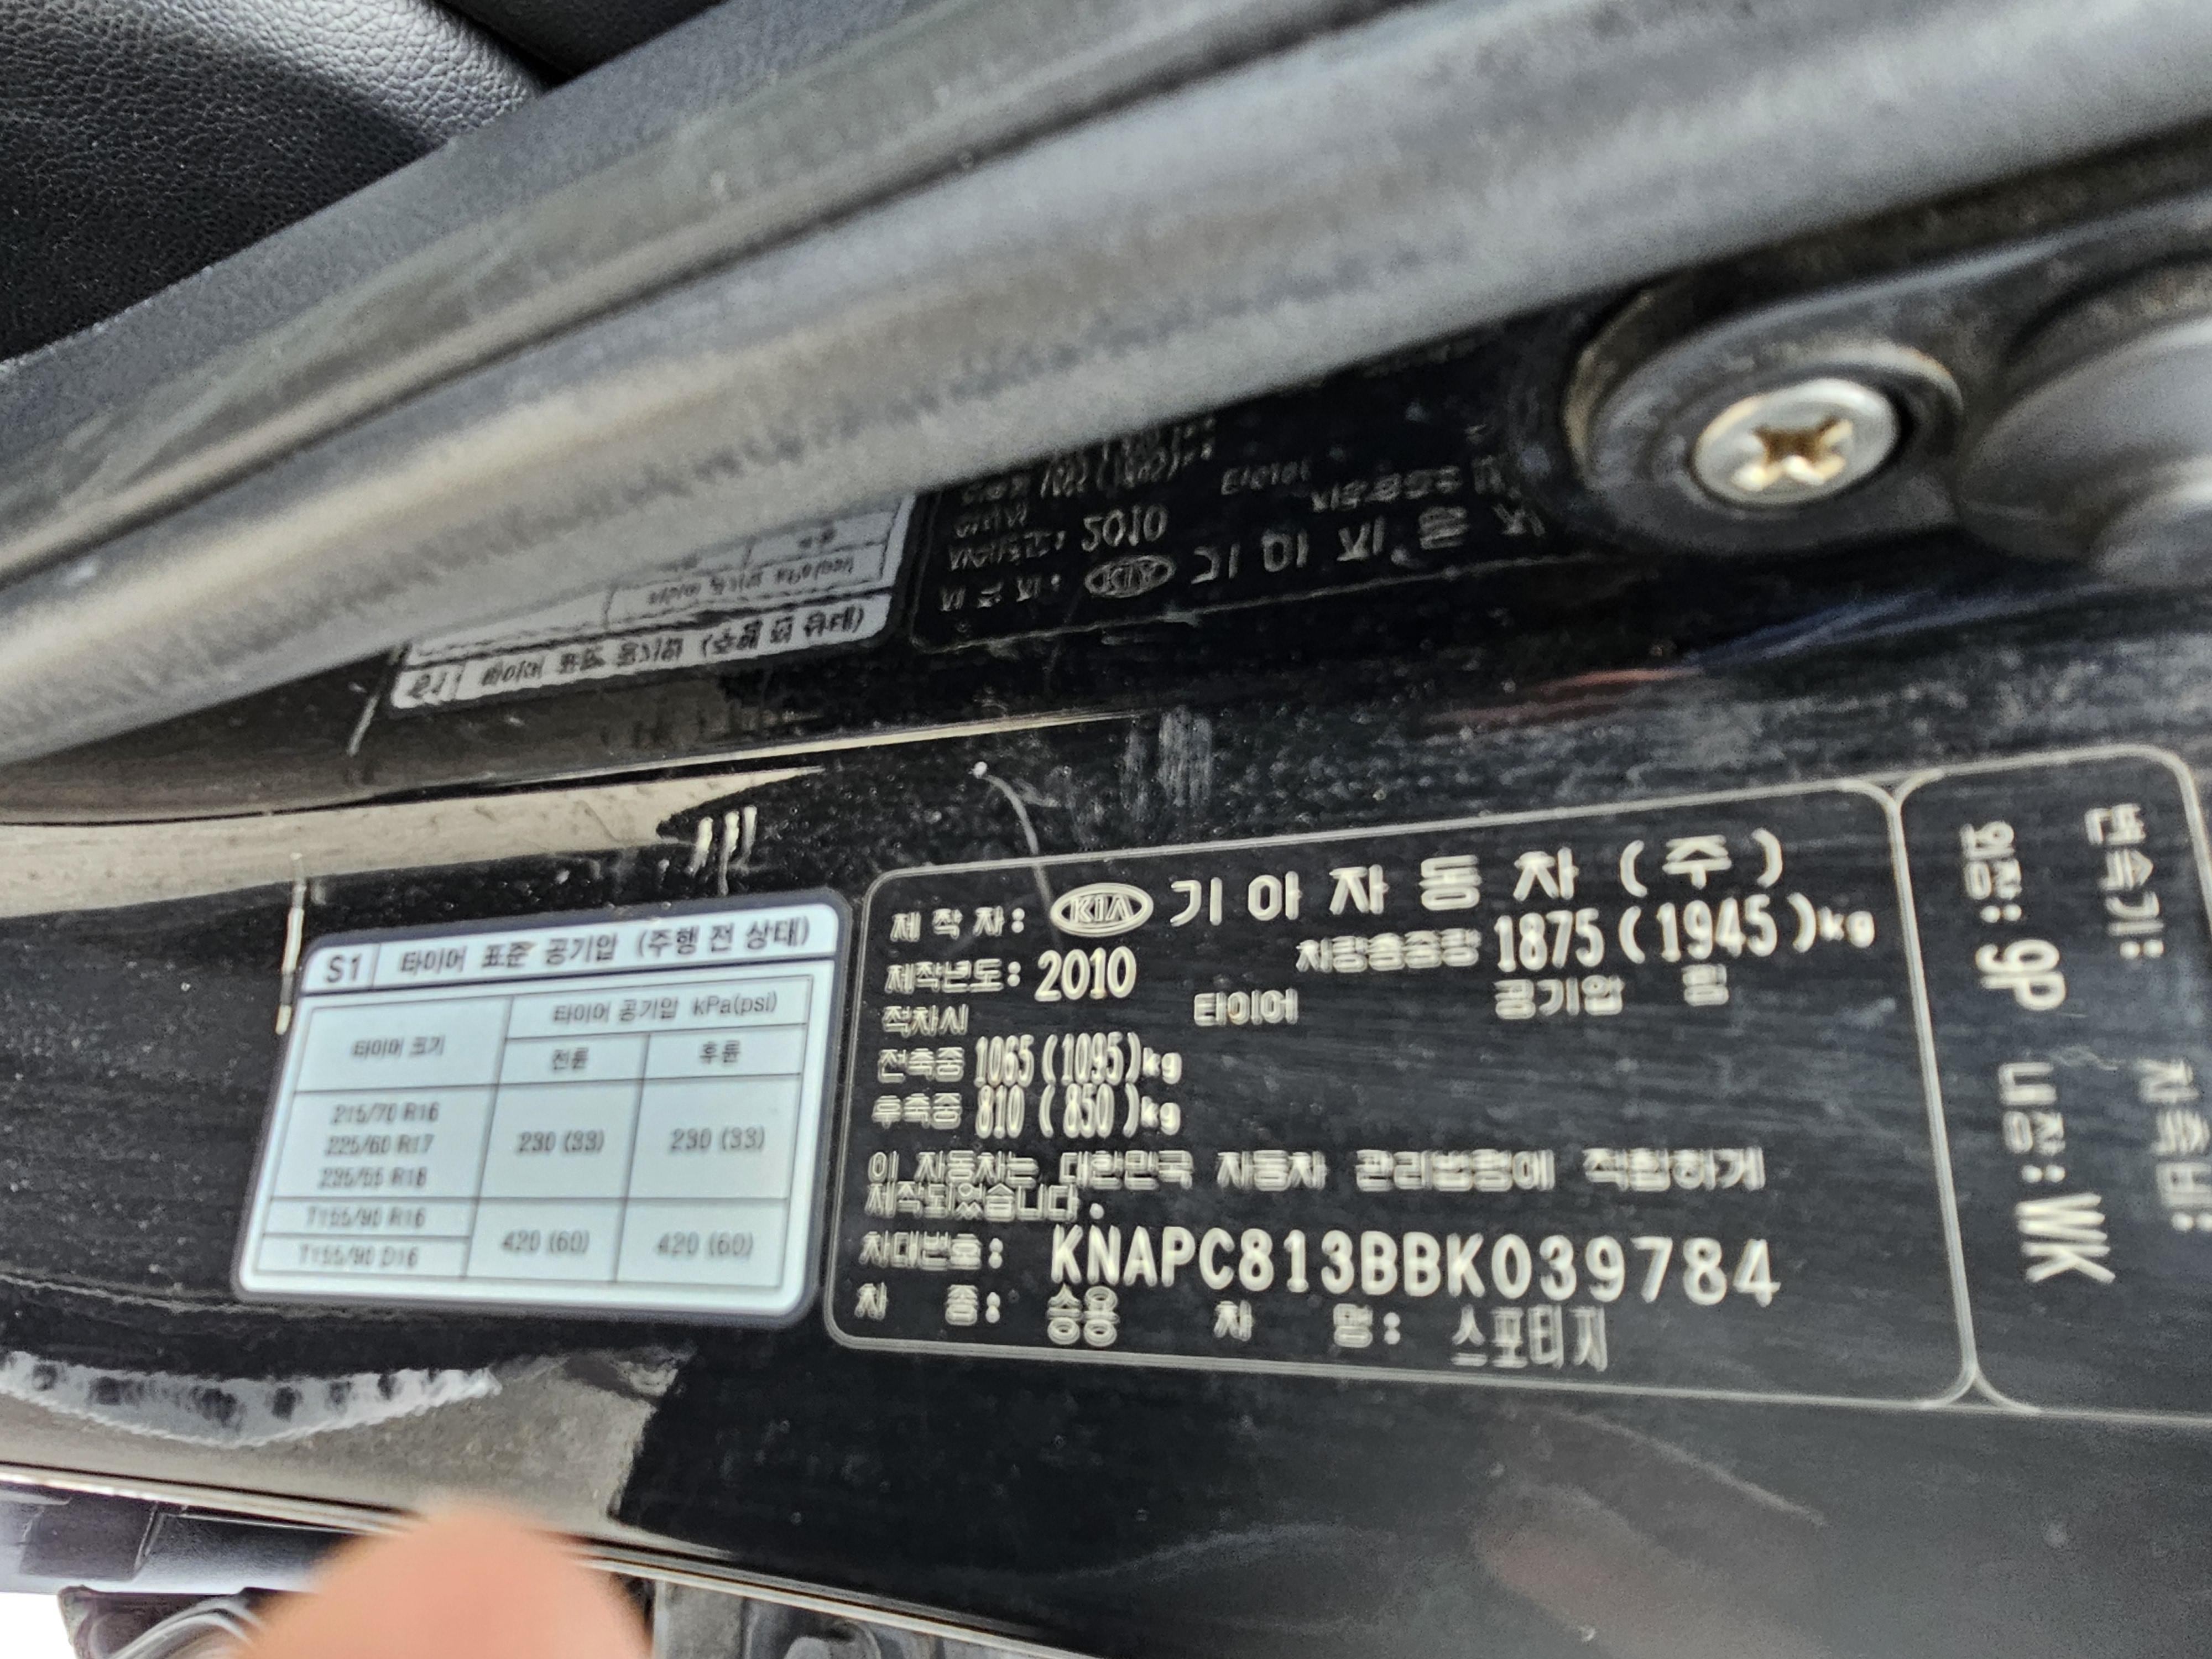 S1 타이어 표준 공기압 (주행 전 상태)
타이어 크기
타이어 공기압 kPa(psi)
전륜 후륜
215/70 R16
225/60 R17
235/55 R18
230 (33) 230 (33)
T155/90 R16
T155/90 D16
420 (60) 420 (60)
제 작 자: KIA 기 아 자 동 차 (주)
제작년도: 2010 차량총중량 1875 (1945)kg
적차시 타이어 공기압 림
전축중 1065 (1095)kg
후축중 810 (850)kg
이 자동차는 대한민국 자동차 관리법령에 적합하게
제작되었습니다.
차대번호: KNAPC813BBK039784
차 종: 승용 차 명: 스포티지
변속기:
외장: 9P 내장: WK